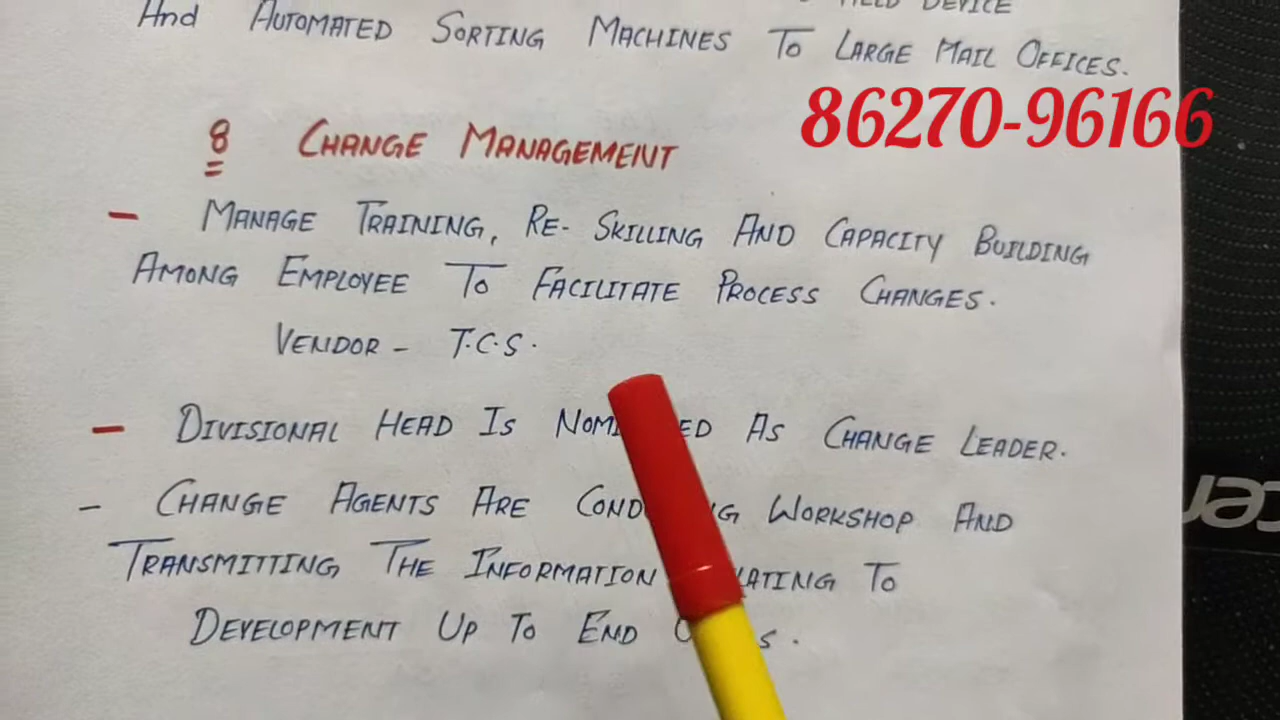 DEVICE
And AUTOMATED SORTING MACHINES TO LARGE MAIL OFFICES.
86270-96166
8 CHANGE MANAGEMENT
- MANAGE TRAINING, RE-SKILLING AND CAPACITY BUILDING
AMONG EMPLOYEE TO FACILITATE PROCESS CHANGES.
VENDOR - T.C.S.
- DIVISIONAL HEAD IS AS CHANGE LEADER.
- CHANGE AGENTS ARE WORKSHOP AND
TRANSMITTING THE INFORMATION TO
DEVELOPMENT UP TO END